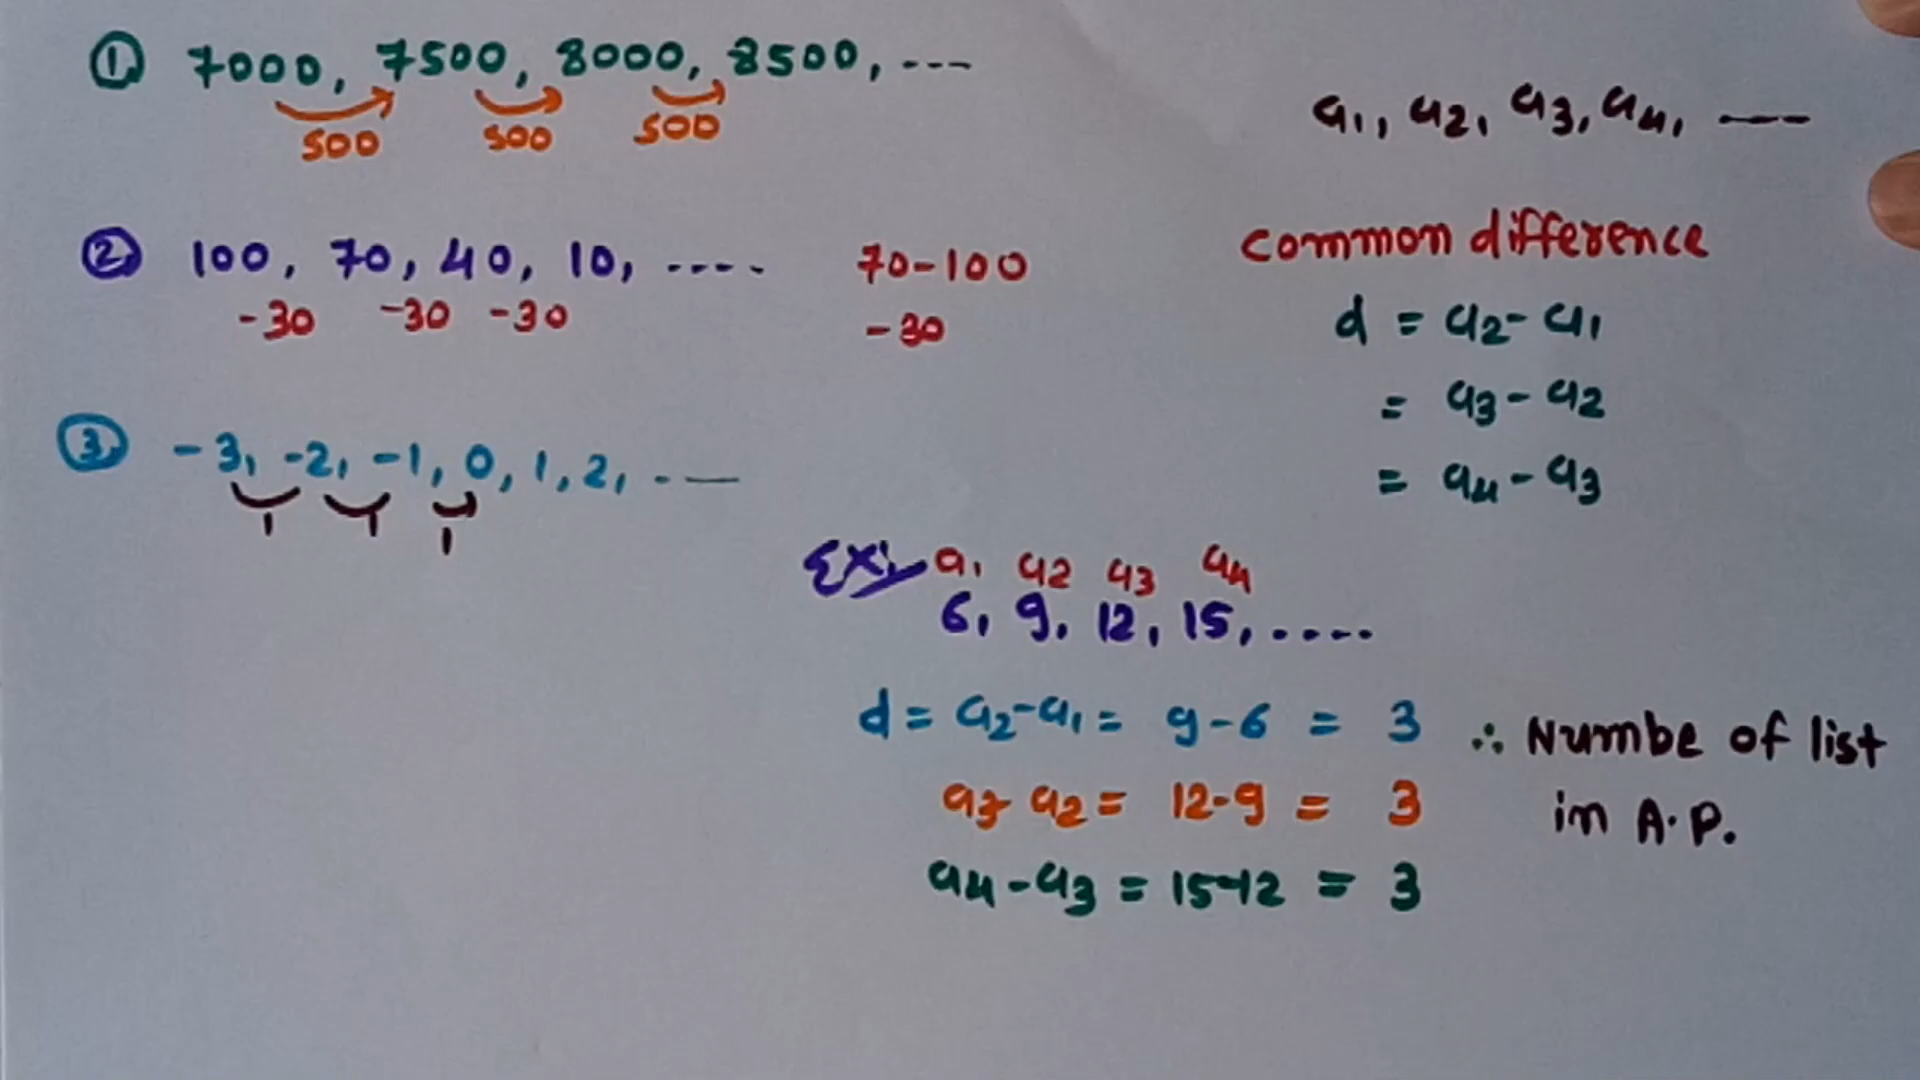 ① 7000, 7500, 8000, 8500, ---
500 500 500
② 100, 70, 40, 10, ----
-30 -30 -30
70-100
-30
③ -3, -2, -1, 0, 1, 2, - —
1 1 1
a1, a2, a3, a4, ——
common difference
d = a2-a1
= a3-a2
= a4-a3
Ex:
a1 a2 a3 a4
6, 9, 12, 15, ....
d = a2-a1 = 9-6 = 3
a3-a2 = 12-9 = 3
a4-a3 = 15-12 = 3
∴ Numbe of list
in A.P.